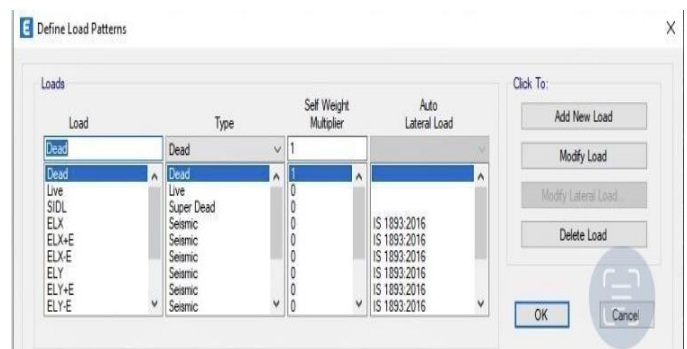 E Define Load Patterns X
Loads Click To:
Load Type Self Weight Multiplier Auto Lateral Load
Dead Dead 1
Dead Dead 1
Live Live 0
SIDL Super Dead 0
ELX Seismic 0 IS 1893:2016
ELX+E Seismic 0 IS 1893:2016
ELX-E Seismic 0 IS 1893:2016
ELY Seismic 0 IS 1893:2016
ELY+E Seismic 0 IS 1893:2016
ELY-E Seismic 0 IS 1893:2016
Add New Load
Modify Load
Modify Lateral Load...
Delete Load
OK Cancel